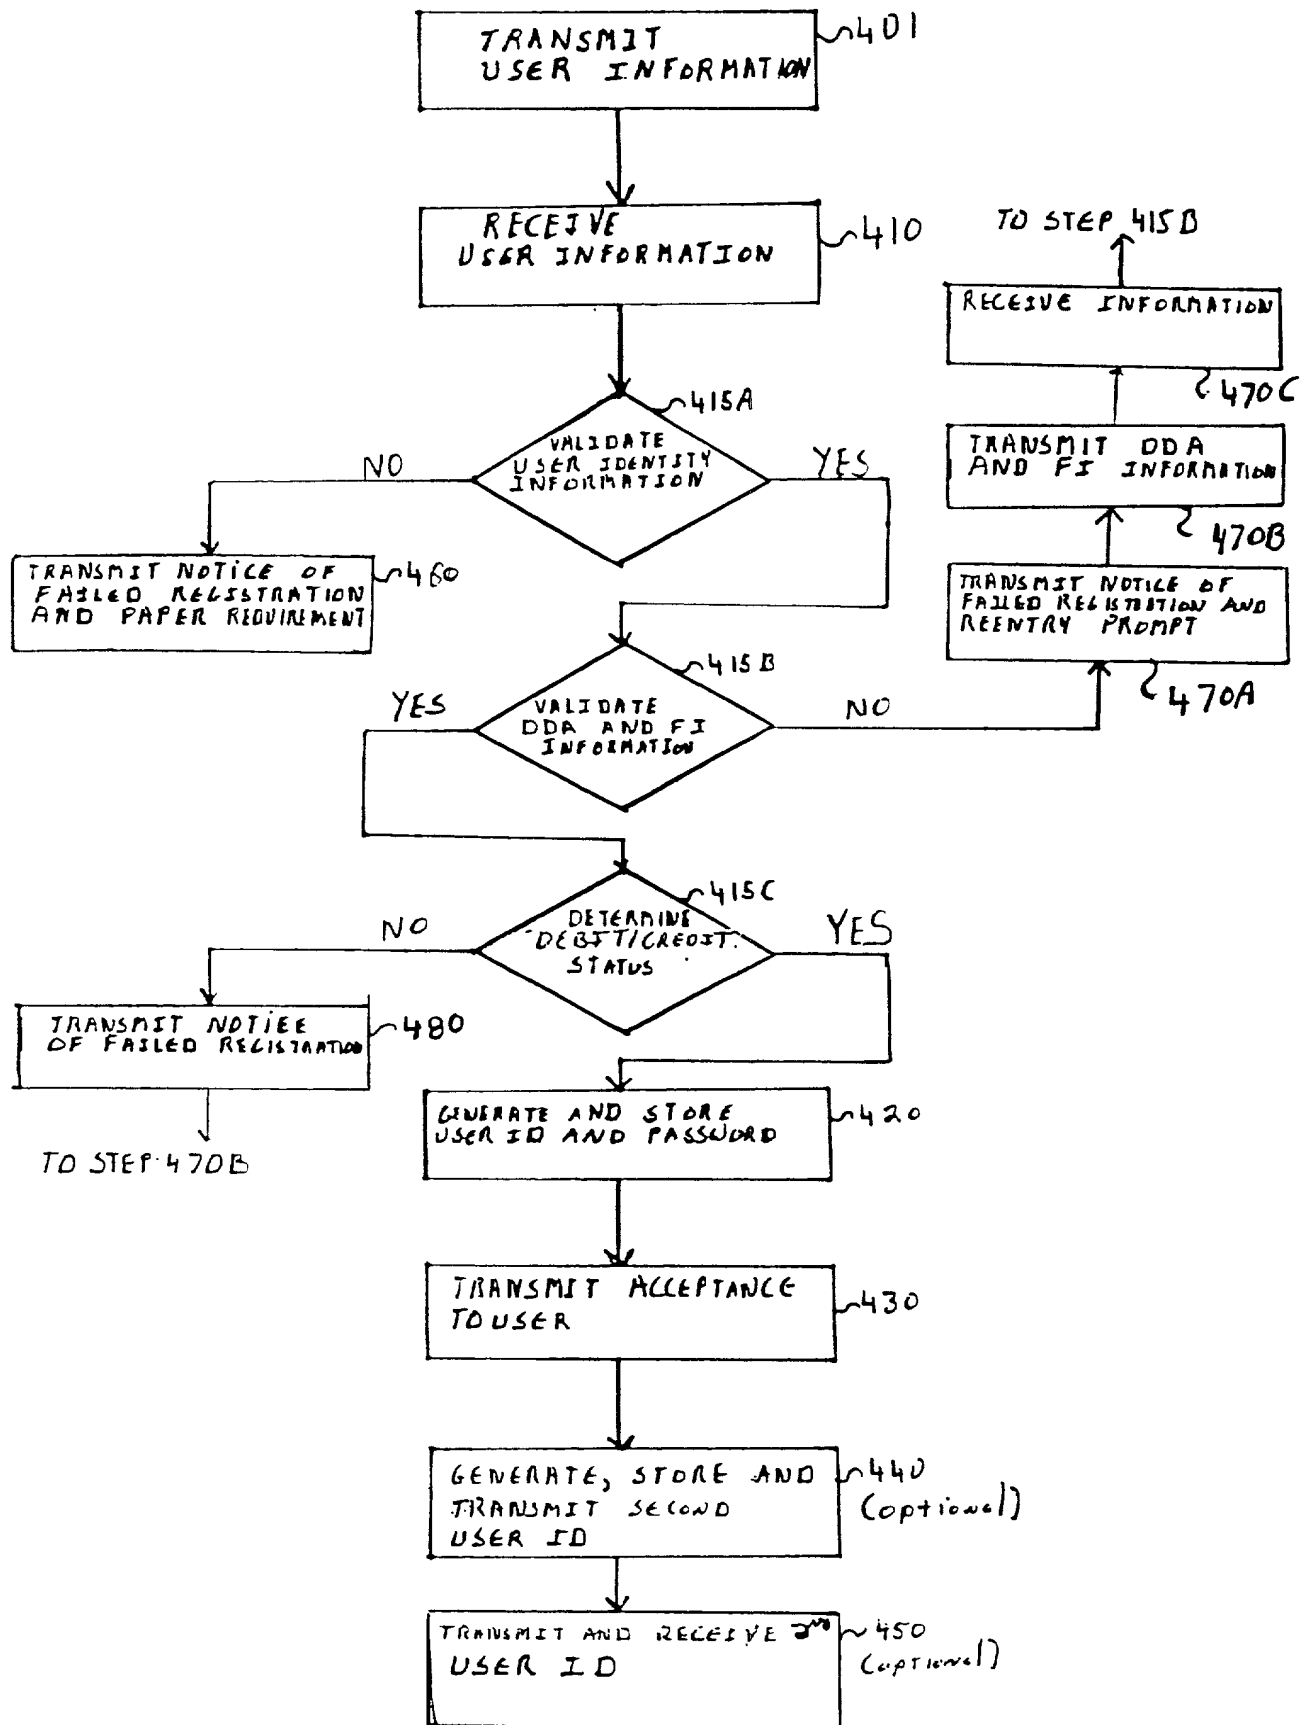 TRANSMIT
USER INFORMATION
401
RECEIVE
USER INFORMATION
410
TO STEP 415B
RECEIVE INFORMATION
470C
415A
VALIDATE
USER IDENTITY
INFORMATION
NO
YES
TRANSMIT DDA
AND FI INFORMATION
470B
TRANSMIT NOTICE OF
FAILED REGISTRATION
AND PAPER REQUIREMENT
460
TRANSMIT NOTICE OF
FAILED REGISTRATION AND
REENTRY PROMPT
470A
415B
VALIDATE
DDA AND FI
INFORMATION
YES
NO
415C
DETERMINE
DEBIT/CREDIT
STATUS
NO
YES
TRANSMIT NOTICE
OF FAILED REGISTRATION
480
TO STEP 470B
GENERATE AND STORE
USER ID AND PASSWORD
420
TRANSMIT ACCEPTANCE
TO USER
430
GENERATE, STORE AND
TRANSMIT SECOND
USER ID
440
(optional)
TRANSMIT AND RECEIVE 2nd
USER ID
450
(optional)